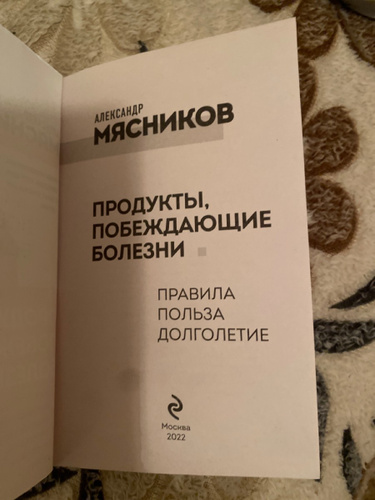 АЛЕКСАНДР
МЯСНИКОВ
ПРОДУКТЫ,
ПОБЕЖДАЮЩИЕ
БОЛЕЗНИ
ПРАВИЛА
ПОЛЬЗА
ДОЛГОЛЕТИЕ
Москва
2022